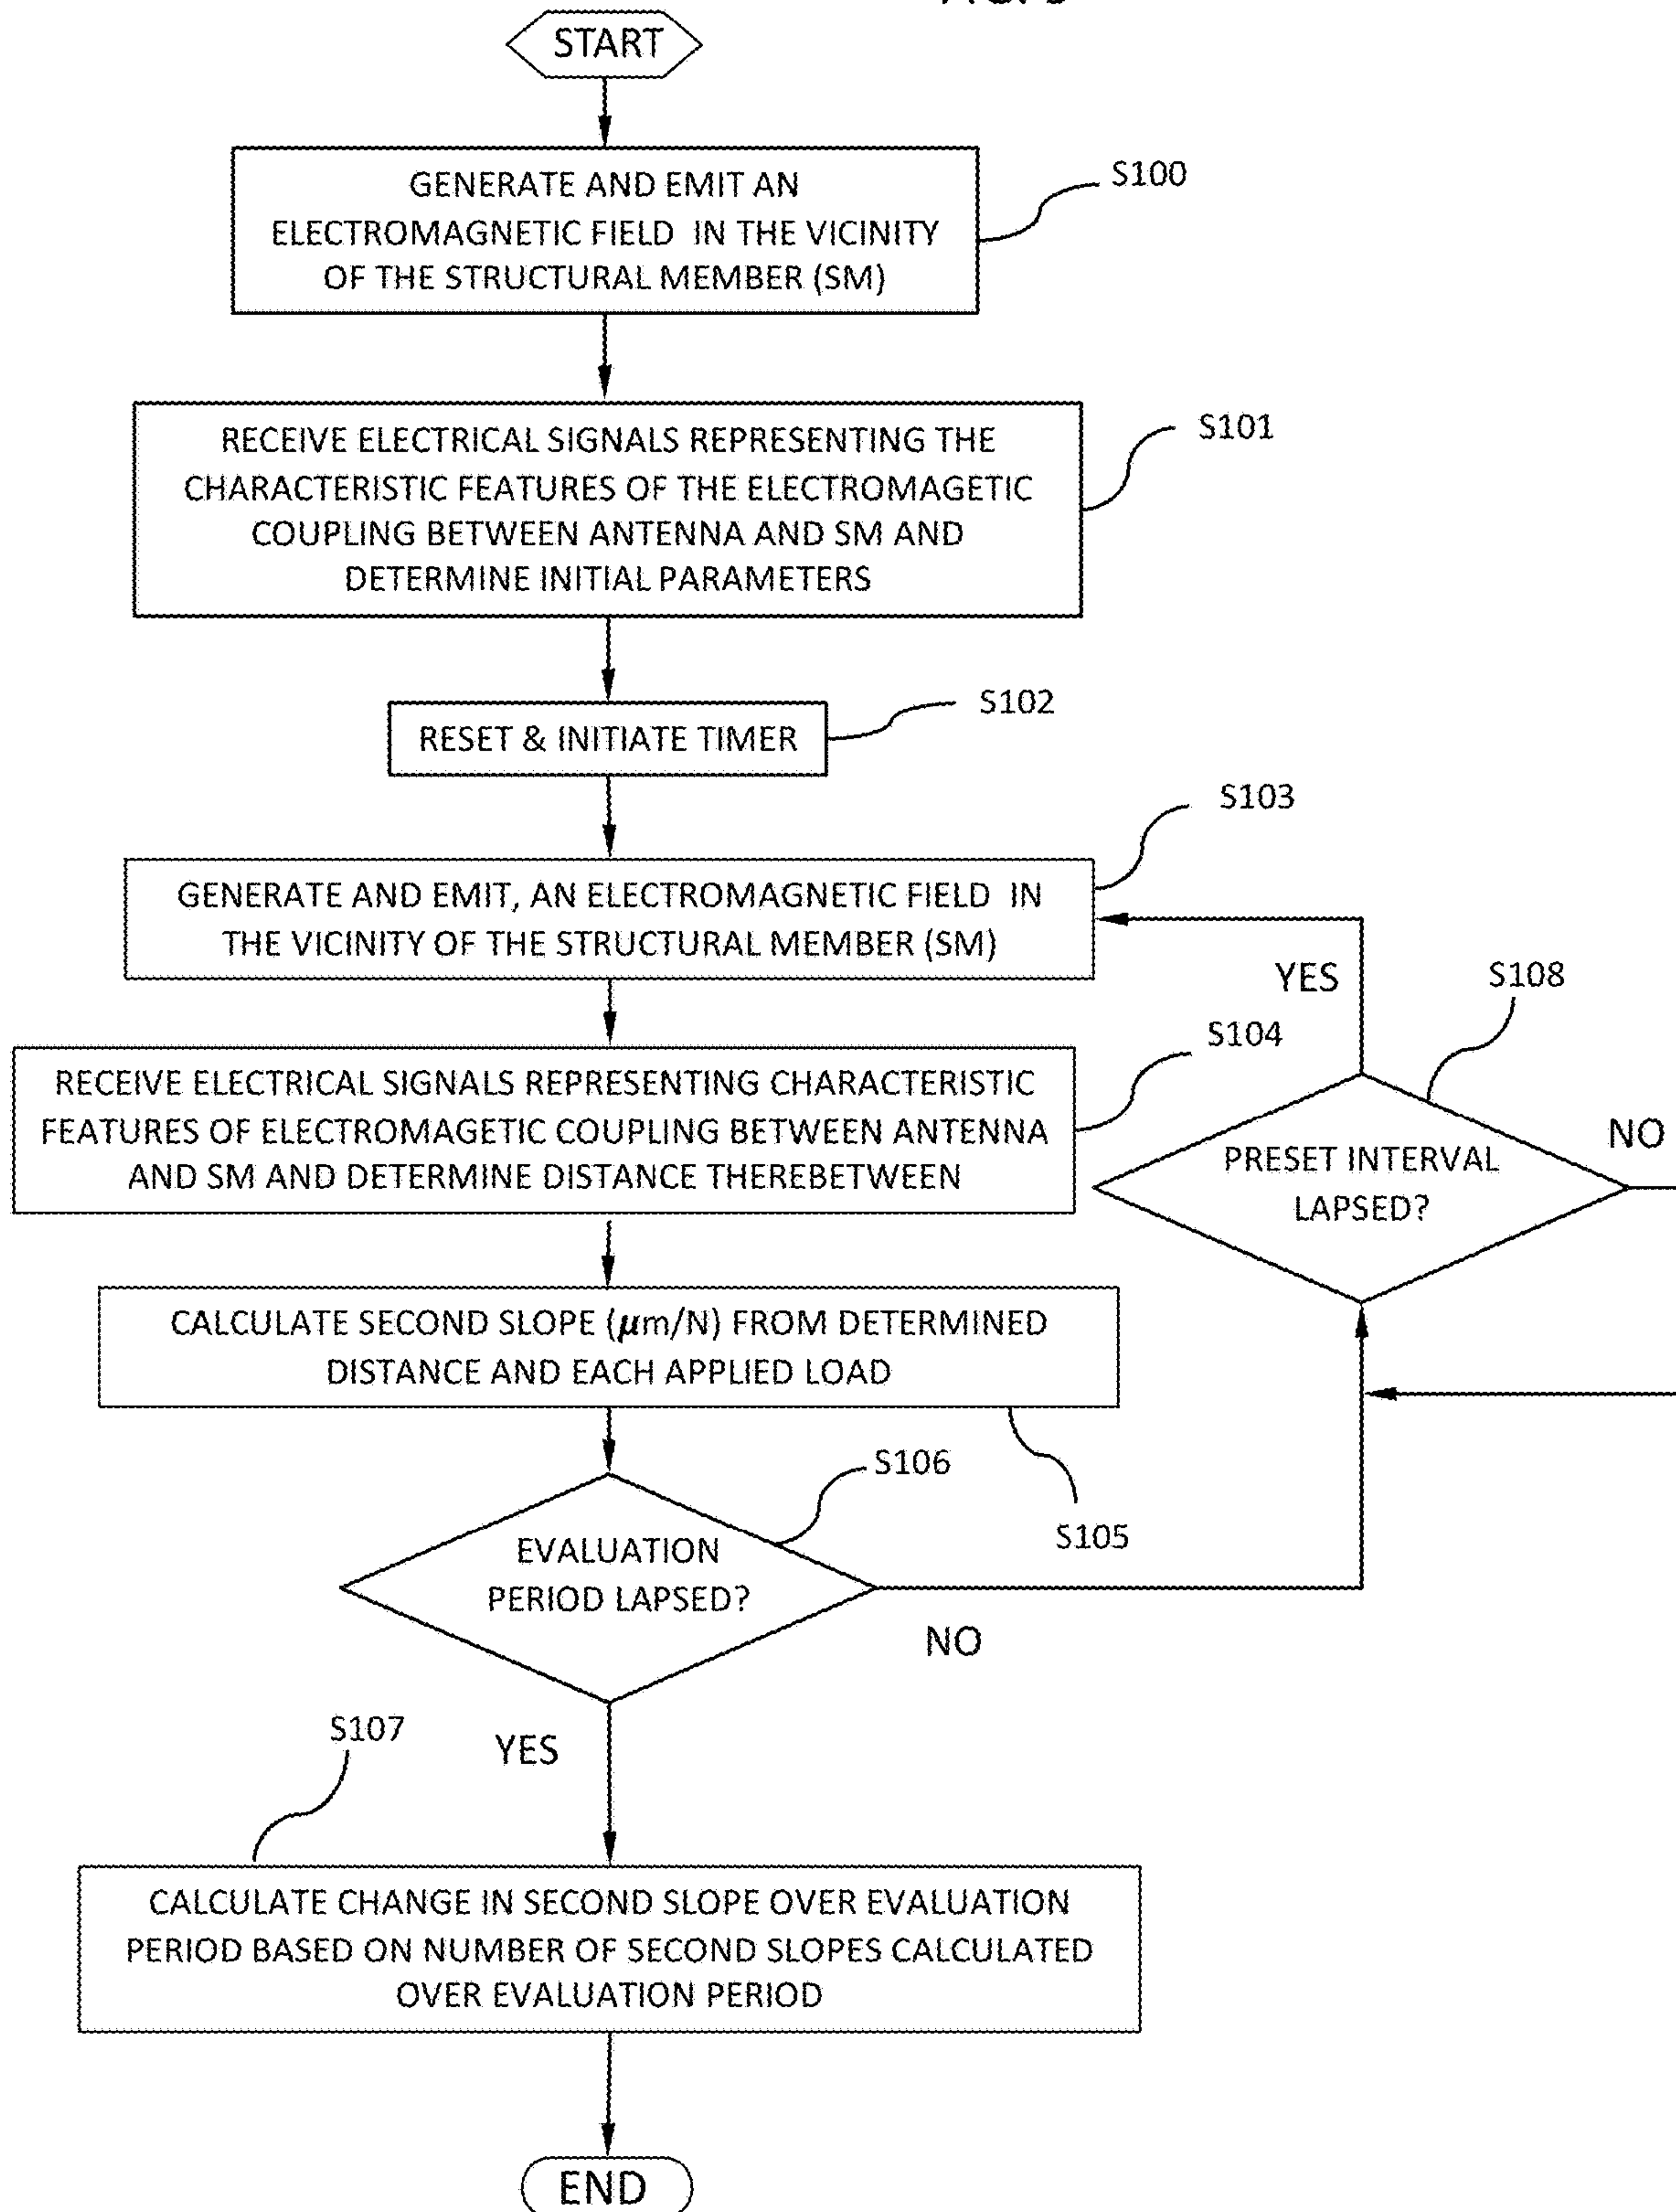 START
GENERATE AND EMIT AN
ELECTROMAGNETIC FIELD IN THE VICINITY
OF THE STRUCTURAL MEMBER (SM)
S100
RECEIVE ELECTRICAL SIGNALS REPRESENTING THE
CHARACTERISTIC FEATURES OF THE ELECTROMAGETIC
COUPLING BETWEEN ANTENNA AND SM AND
DETERMINE INITIAL PARAMETERS
S101
RESET & INITIATE TIMER
S102
S103
GENERATE AND EMIT, AN ELECTROMAGNETIC FIELD IN
THE VICINITY OF THE STRUCTURAL MEMBER (SM)
YES
S108
S104
RECEIVE ELECTRICAL SIGNALS REPRESENTING CHARACTERISTIC
FEATURES OF ELECTROMAGETIC COUPLING BETWEEN ANTENNA
AND SM AND DETERMINE DISTANCE THEREBETWEEN
PRESET INTERVAL
LAPSED?
NO
CALCULATE SECOND SLOPE (μm/N) FROM DETERMINED
DISTANCE AND EACH APPLIED LOAD
S105
S106
EVALUATION
PERIOD LAPSED?
NO
YES
S107
CALCULATE CHANGE IN SECOND SLOPE OVER EVALUATION
PERIOD BASED ON NUMBER OF SECOND SLOPES CALCULATED
OVER EVALUATION PERIOD
END